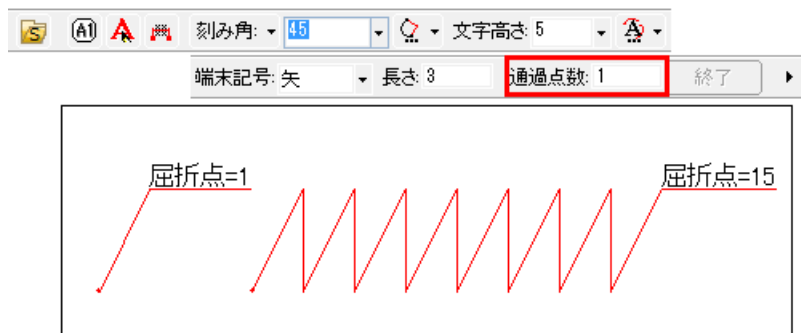 S A1 A 刻み角: 45 文字高さ: 5 A
端末記号: 矢 長さ: 3 通過点数: 1 終了
屈折点=1 屈折点=15